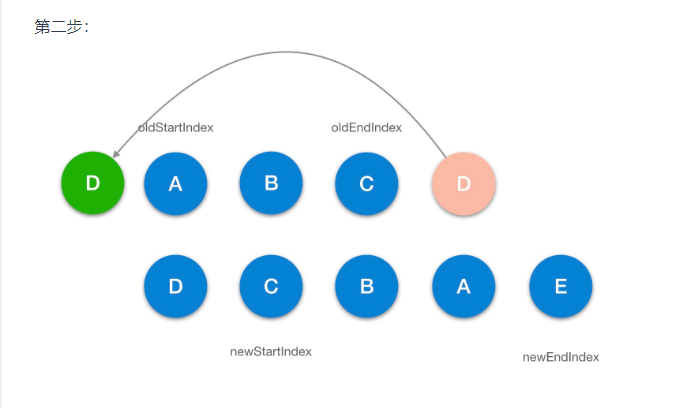 第二步：
oldStartIndex oldEndIndex
D A B C D
D C B A E
newStartIndex newEndIndex